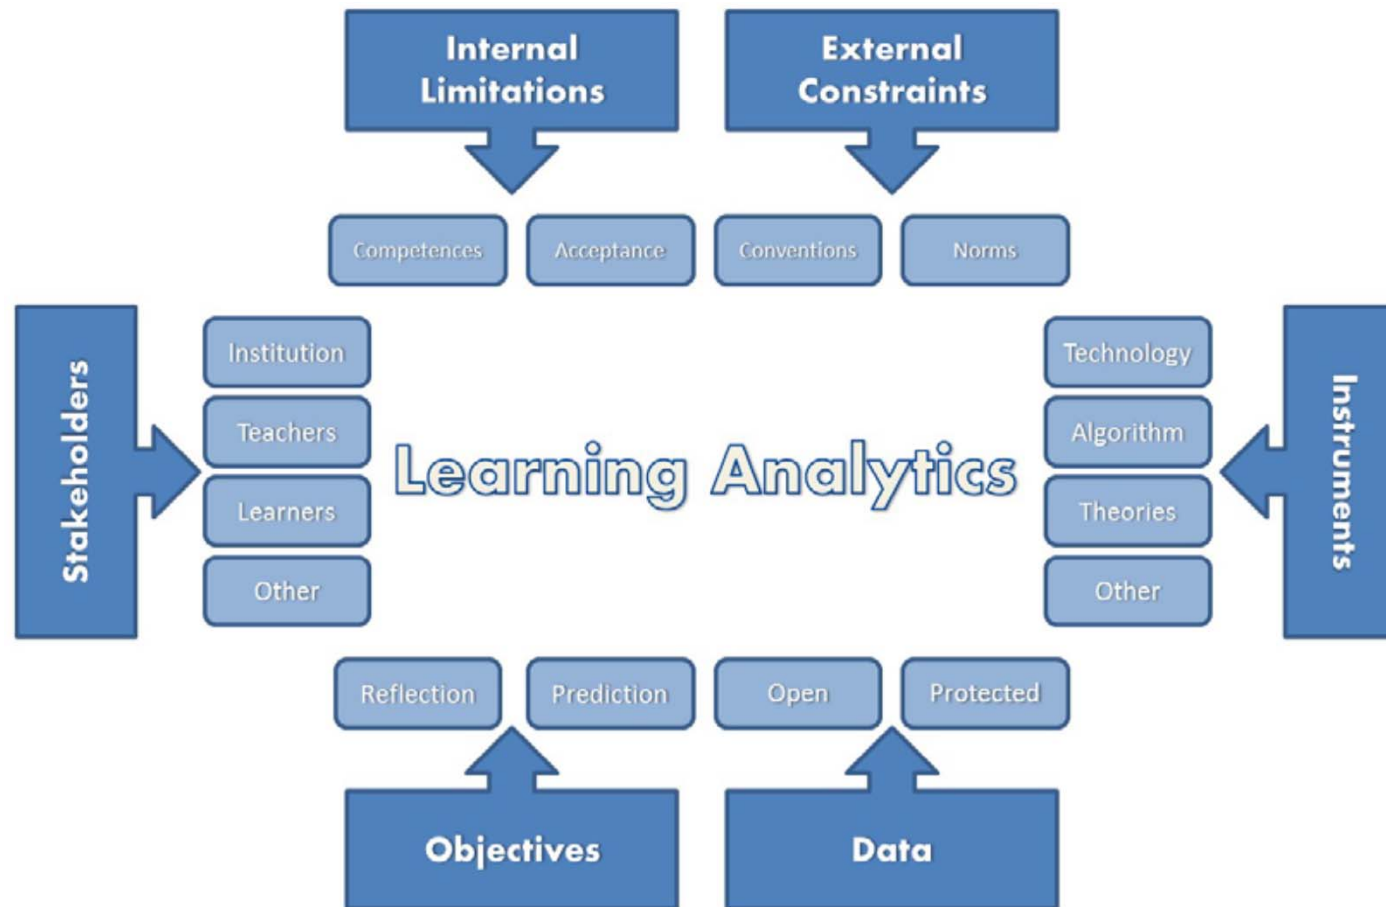 Internal
Limitations
External
Constraints
Competences
Acceptance
Conventions
Norms
Stakeholders
Institution
Teachers
Learners
Other
Learning Analytics
Technology
Algorithm
Theories
Other
Instruments
Reflection
Prediction
Open
Protected
Objectives
Data